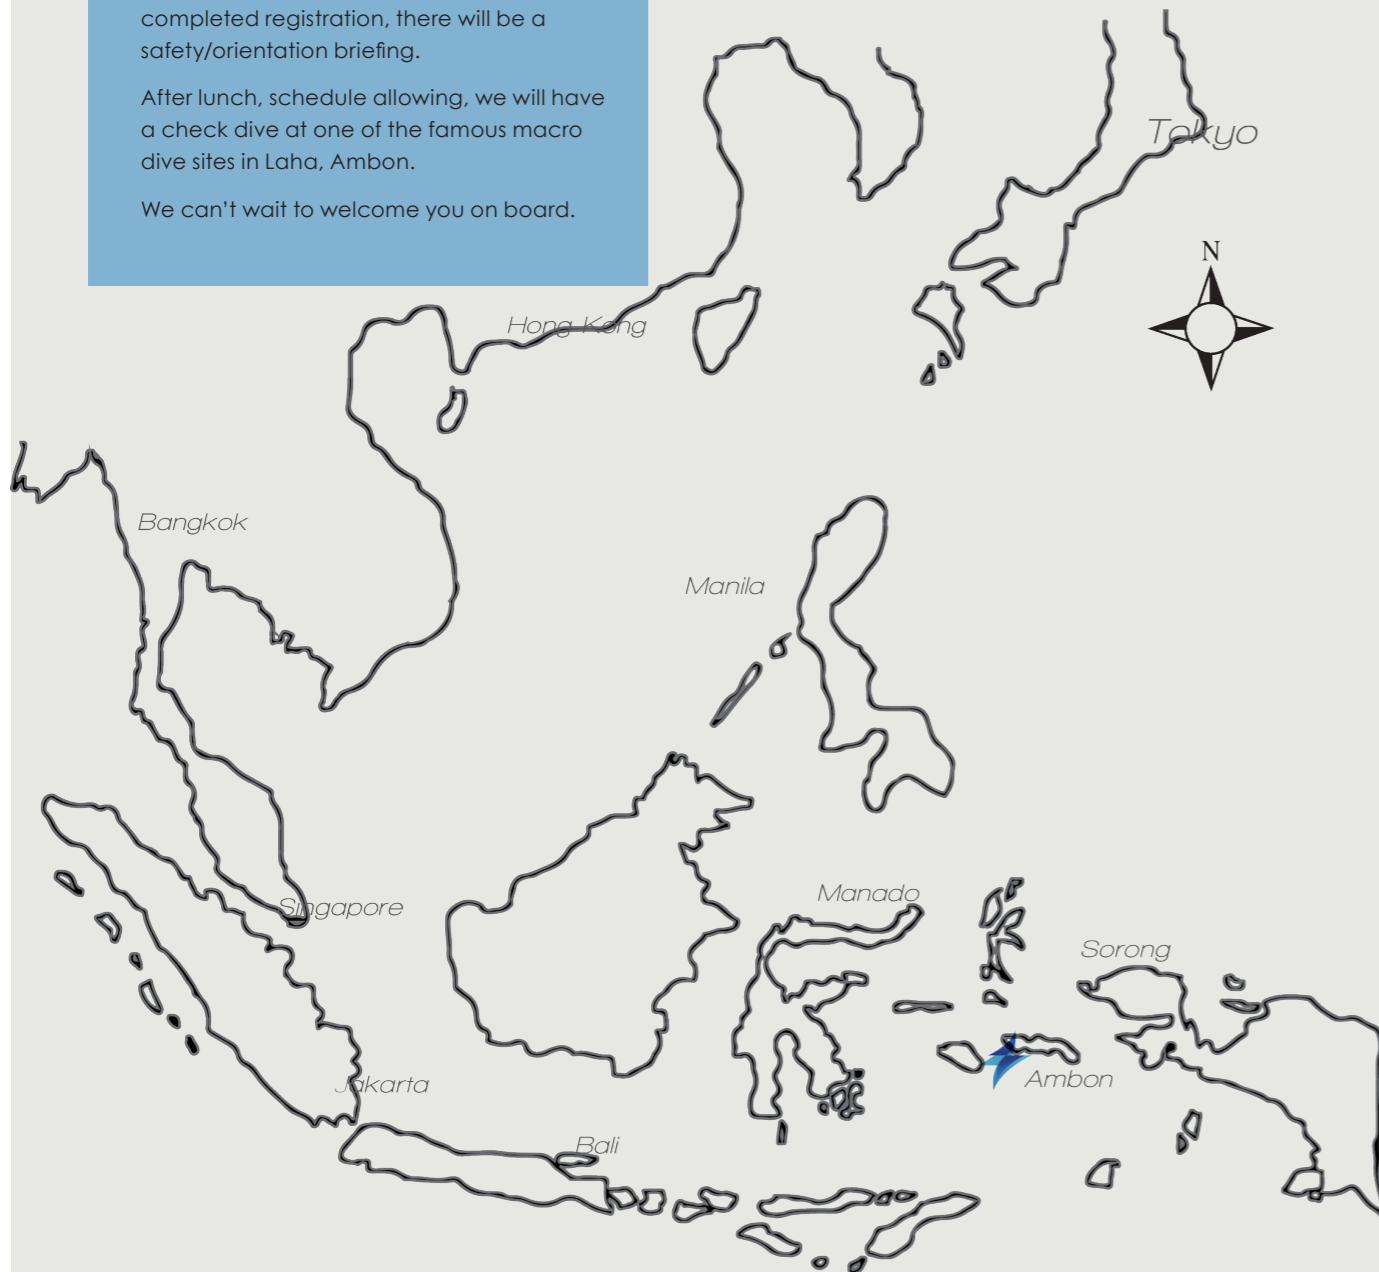 completed registration, there will be a
safety/orientation briefing.
After lunch, schedule allowing, we will have
a check dive at one of the famous macro
dive sites in Laha, Ambon.
We can’t wait to welcome you on board.
Tokyo
N
Hong Kong
Bangkok
Manila
Manado
Singapore
Sorong
Ambon
Jakarta
Bali